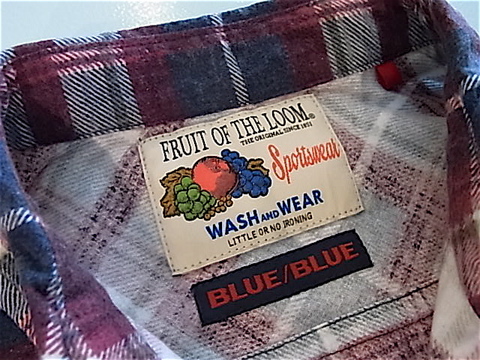 FRUIT OF THE LOOM®
THE ORIGINAL SINCE 1851
Sportswear
WASH AND WEAR
LITTLE OR NO IRONING
BLUE/BLUE